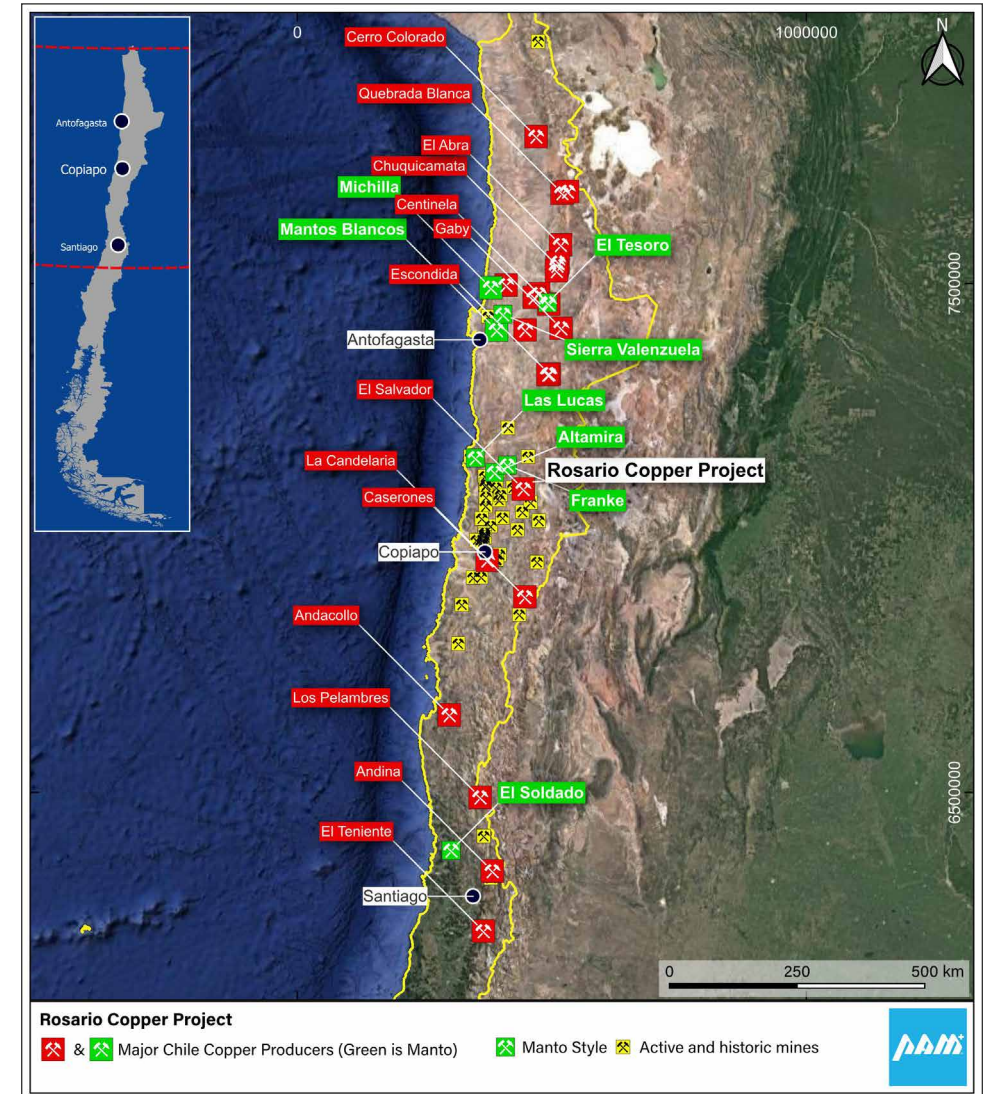 Cerro Colorado
0
1000000
N
Quebrada Blanca
El Abra
Chuquicamata
Michilla
Centinela
Mantos Blancos
Gaby
El Tesoro
Escondida
7500000
Antofagasta
Sierra Valenzuela
El Salvador
Las Lucas
Altamira
La Candelaria
Rosario Copper Project
Caserones
Franke
Copiapo
Andacollo
Los Pelambres
Andina
El Soldado
6500000
El Teniente
Santiago
0 250 500 km
Antofagasta
Copiapo
Santiago
Rosario Copper Project
& Major Chile Copper Producers (Green is Manto)
Manto Style
Active and historic mines
PAM+